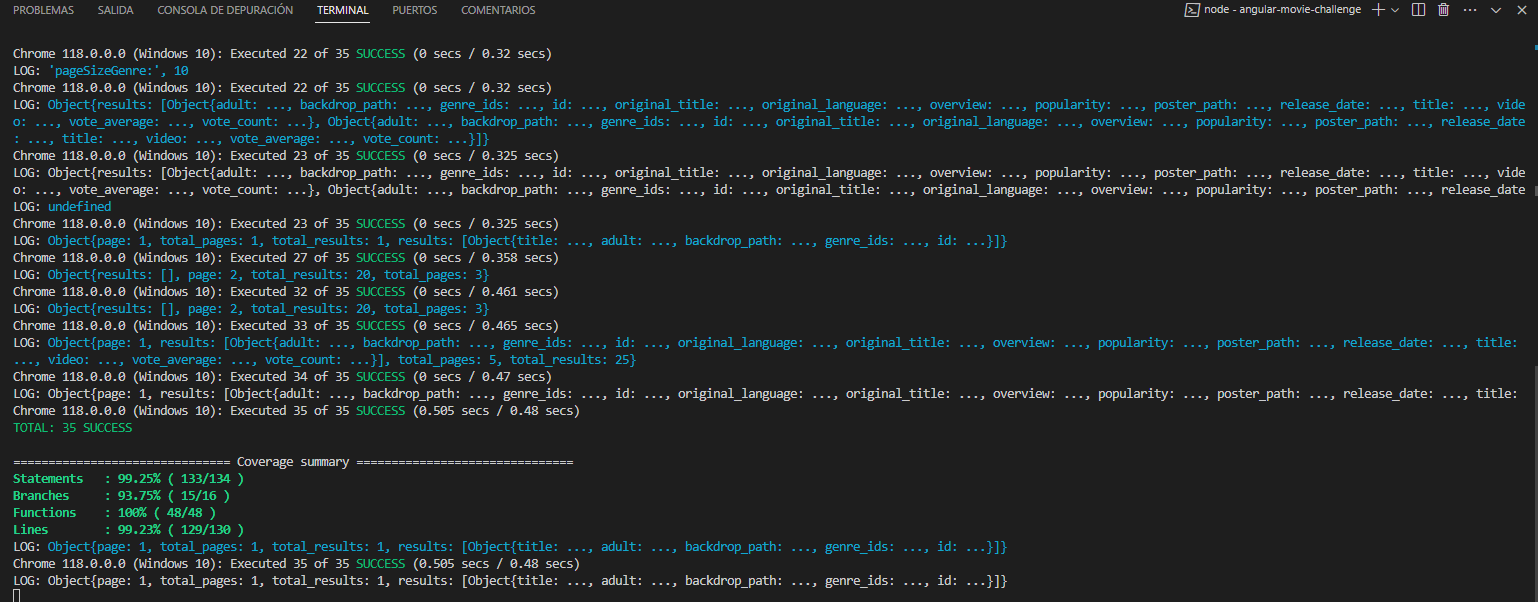 PROBLEMAS SALIDA CONSOLA DE DEPURACIÓN TERMINAL PUERTOS COMENTARIOS node - angular-movie-challenge
Chrome 118.0.0.0 (Windows 10): Executed 22 of 35 SUCCESS (0 secs / 0.32 secs)
LOG: 'pageSizeGenre:', 10
Chrome 118.0.0.0 (Windows 10): Executed 22 of 35 SUCCESS (0 secs / 0.32 secs)
LOG: Object{results: [Object{adult: ..., backdrop_path: ..., genre_ids: ..., id: ..., original_title: ..., original_language: ..., overview: ..., popularity: ..., poster_path: ..., release_date: ..., title: ..., vide
o: ..., vote_average: ..., vote_count: ...}, Object{adult: ..., backdrop_path: ..., genre_ids: ..., id: ..., original_title: ..., original_language: ..., overview: ..., popularity: ..., poster_path: ..., release_date
: ..., title: ..., video: ..., vote_average: ..., vote_count: ...}]}
Chrome 118.0.0.0 (Windows 10): Executed 23 of 35 SUCCESS (0 secs / 0.325 secs)
LOG: Object{results: [Object{adult: ..., backdrop_path: ..., genre_ids: ..., id: ..., original_title: ..., original_language: ..., overview: ..., popularity: ..., poster_path: ..., release_date: ..., title: ..., vide
o: ..., vote_average: ..., vote_count: ...}, Object{adult: ..., backdrop_path: ..., genre_ids: ..., id: ..., original_title: ..., original_language: ..., overview: ..., popularity: ..., poster_path: ..., release_date
LOG: undefined
Chrome 118.0.0.0 (Windows 10): Executed 23 of 35 SUCCESS (0 secs / 0.325 secs)
LOG: Object{page: 1, total_pages: 1, total_results: 1, results: [Object{title: ..., adult: ..., backdrop_path: ..., genre_ids: ..., id: ...}]}
Chrome 118.0.0.0 (Windows 10): Executed 27 of 35 SUCCESS (0 secs / 0.358 secs)
LOG: Object{results: [], page: 2, total_results: 20, total_pages: 3}
Chrome 118.0.0.0 (Windows 10): Executed 32 of 35 SUCCESS (0 secs / 0.461 secs)
LOG: Object{results: [], page: 2, total_results: 20, total_pages: 3}
Chrome 118.0.0.0 (Windows 10): Executed 33 of 35 SUCCESS (0 secs / 0.465 secs)
LOG: Object{page: 1, results: [Object{adult: ..., backdrop_path: ..., genre_ids: ..., id: ..., original_language: ..., original_title: ..., overview: ..., popularity: ..., poster_path: ..., release_date: ..., title:
..., video: ..., vote_average: ..., vote_count: ...}], total_pages: 5, total_results: 25}
Chrome 118.0.0.0 (Windows 10): Executed 34 of 35 SUCCESS (0 secs / 0.47 secs)
LOG: Object{page: 1, results: [Object{adult: ..., backdrop_path: ..., genre_ids: ..., id: ..., original_language: ..., original_title: ..., overview: ..., popularity: ..., poster_path: ..., release_date: ..., title:
Chrome 118.0.0.0 (Windows 10): Executed 35 of 35 SUCCESS (0.505 secs / 0.48 secs)
TOTAL: 35 SUCCESS
=============================== Coverage summary ===============================
Statements : 99.25% ( 133/134 )
Branches : 93.75% ( 15/16 )
Functions : 100% ( 48/48 )
Lines : 99.23% ( 129/130 )
LOG: Object{page: 1, total_pages: 1, total_results: 1, results: [Object{title: ..., adult: ..., backdrop_path: ..., genre_ids: ..., id: ...}]}
Chrome 118.0.0.0 (Windows 10): Executed 35 of 35 SUCCESS (0.505 secs / 0.48 secs)
LOG: Object{page: 1, total_pages: 1, total_results: 1, results: [Object{title: ..., adult: ..., backdrop_path: ..., genre_ids: ..., id: ...}]}